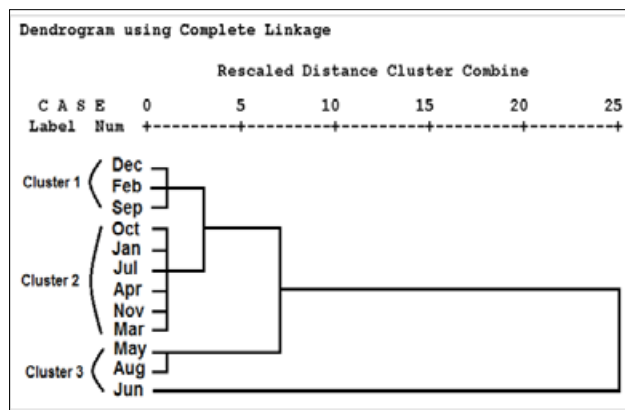 Dendrogram using Complete Linkage
Rescaled Distance Cluster Combine
C A S E 0 5 10 15 20 25
Label Num +---------+---------+---------+---------+---------+
Dec
Cluster 1 Feb
Sep
Oct
Jan
Jul
Cluster 2 Apr
Nov
Mar
May
Cluster 3 Aug
Jun